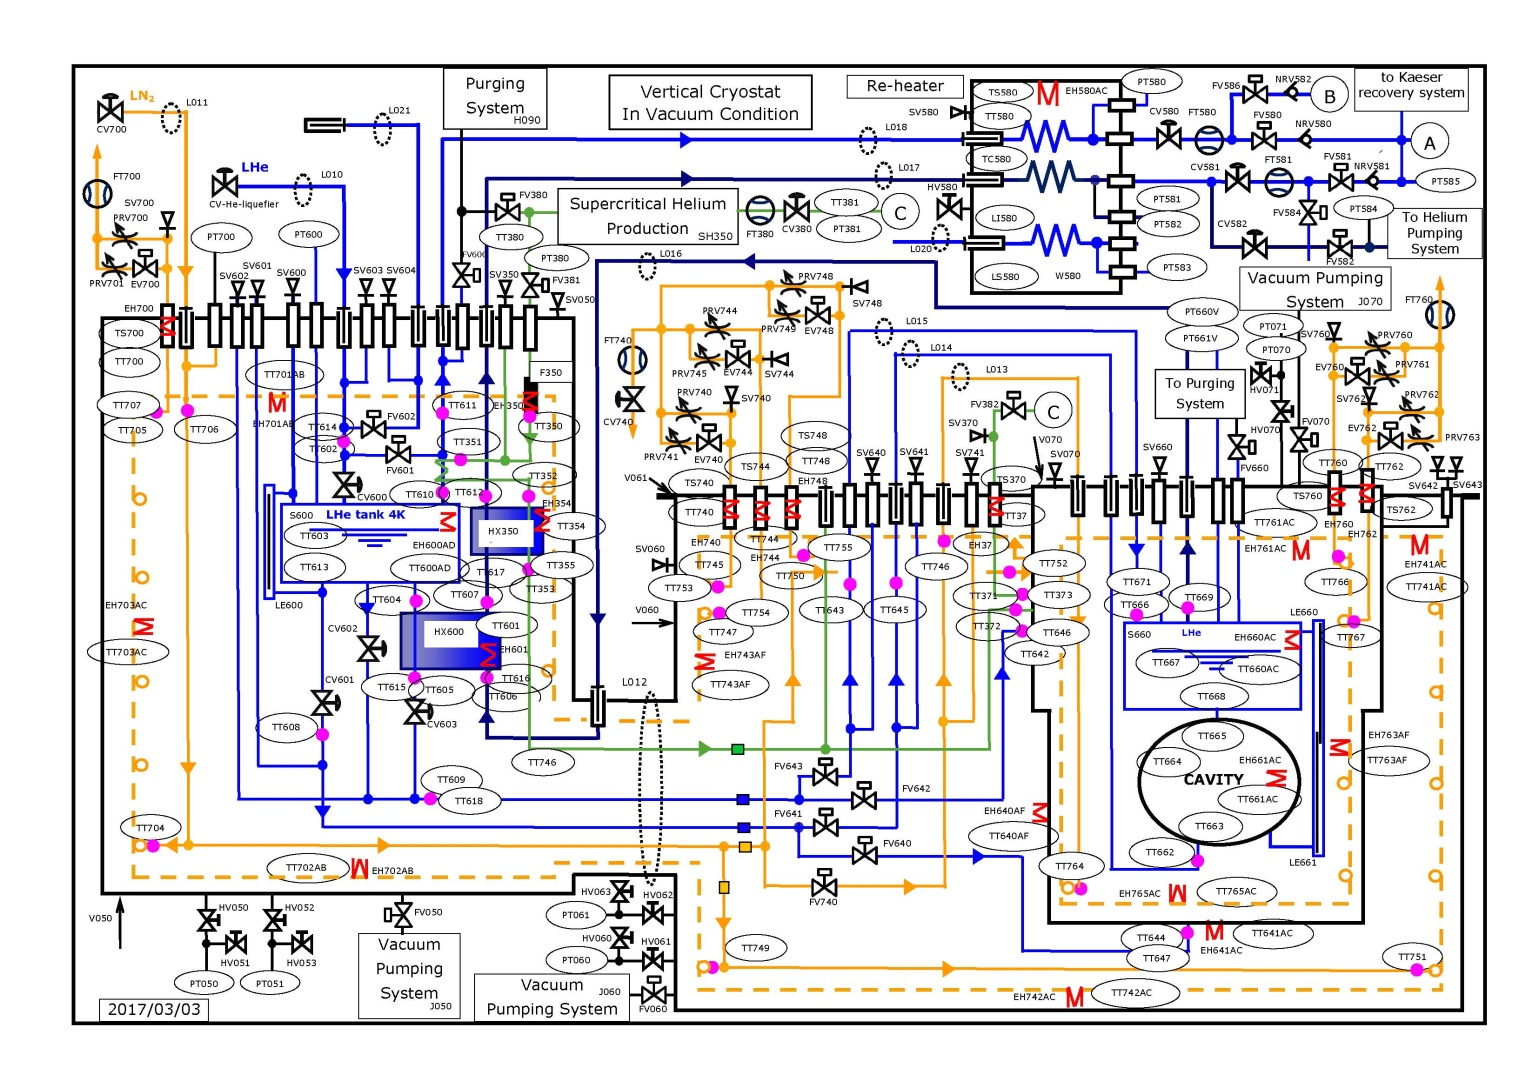 Purging
System
H090
Vertical Cryostat
In Vacuum Condition
Re-heater
to Kaeser
recovery system
LN2
L011
CV700
L021
LHe
L010
CV-He-liquefier
L018
L017
SV580
TS580
TT580
EH580AC
PT580
CV580
FT580
FV586
NRV582
B
FV580
NRV580
A
TC580
CV581
FT581
FV581
NRV581
PT585
HV580
LI580
PT581
PT582
FV584
PT584
To Helium
Pumping
System
CV582
FV582
L020
LS580
W580
PT583
FT700
SV700
PRV700
PRV701
EV700
PT700
PT600
FV380
Supercritical Helium
Production
SH350
FT380
CV380
TT381
PT381
C
TT380
PT380
FV600
SV350
FV381
SV050
SV602
SV601
SV600
SV603
SV604
L016
PRV748
SV748
PRV749
EV748
PRV744
PRV745
EV744
SV744
FT740
CV740
PRV740
PRV741
EV740
SV740
L015
L014
L013
PT660V
PT661V
Vacuum Pumping
System
J070
PT071
PT070
HV071
HV070
FV070
To Purging
System
FV660
FT760
SV760
PRV760
EV760
PRV761
SV762
PRV762
EV762
PRV763
EH700
TS700
TT700
TT707
TT705
TT706
TT701AB
EH701AB
TT614
TT602
FV602
FV601
CV600
TT611
EH350
F350
TT350
TT351
TT352
TT610
TT612
EH354
TT354
TT355
TT353
S600
LHe tank 4K
TT603
TT613
EH600AD
TT600AD
HX350
TT617
TT607
LE600
TT604
CV602
HX600
TT601
EH601
TT616
TT606
TT615
TT605
CV601
CV603
TT608
EH703AC
TT703AC
TT609
TT618
TT746
TT704
TT702AB
EH702AB
L012
V061
V060
SV060
TS740
TT740
EH740
TT745
TT753
TT754
TT747
EH743AF
TT743AF
TS744
TT744
EH744
TT750
TS748
TT748
EH748
TT755
TT643
SV640
SV641
SV741
TT645
TT746
FV382
C
SV370
V070
SV070
TS370
TT37
EH37
TT752
TT371
TT373
TT372
TT646
TT642
SV660
TT671
TT666
TT669
S660
LHe
EH660AC
TT667
TT660AC
TT668
LE660
TT760
TT762
TS760
TS762
EH760
EH762
TT761AC
EH761AC
TT766
TT767
SV642
SV643
EH741AC
TT741AC
TT665
TT664
EH661AC
CAVITY
TT661AC
TT663
TT662
LE661
EH763AF
TT763AF
FV643
FV642
FV641
FV640
FV740
EH640AF
TT640AF
TT764
EH765AC
TT765AC
TT644
TT647
EH641AC
TT641AC
TT751
TT749
EH742AC
TT742AC
V050
HV050
HV051
HV052
HV053
PT050
PT051
FV050
Vacuum
Pumping
System
J050
HV063
HV062
PT061
HV060
HV061
PT060
Vacuum
Pumping System
J060
FV060
2017/03/03